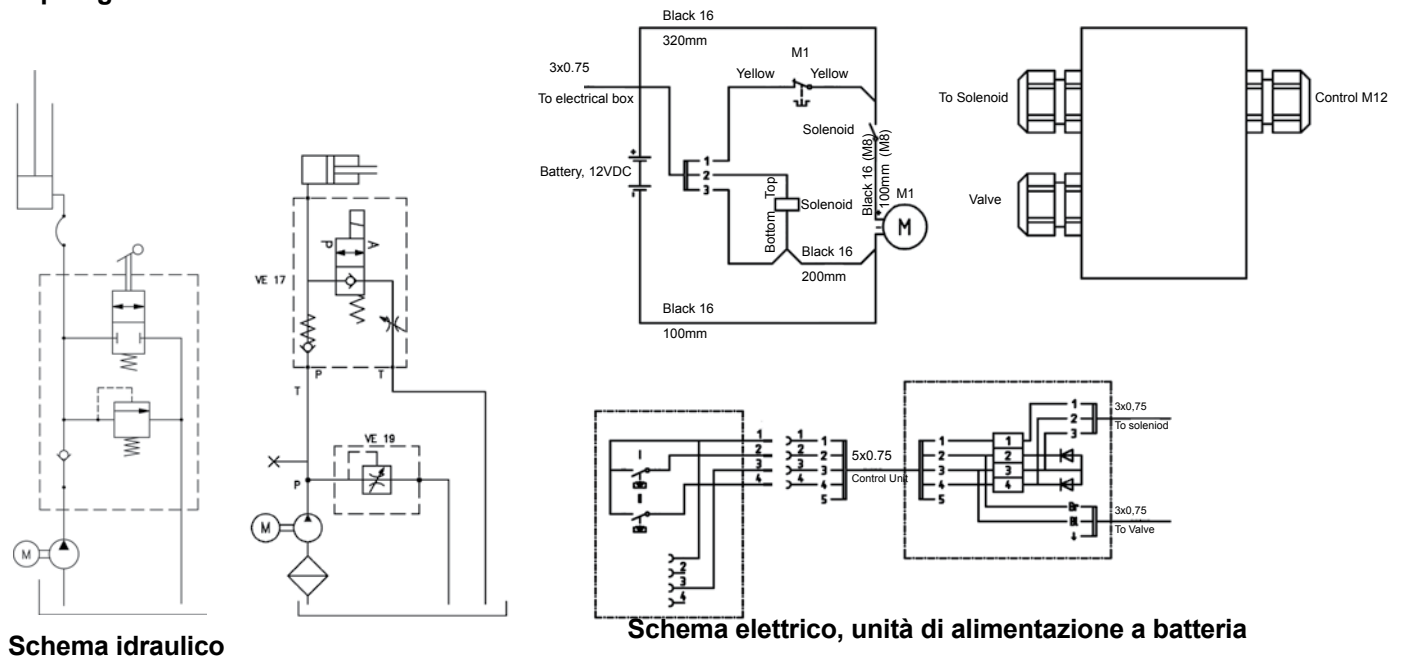 Black 16
320mm
M1
3x0.75
Yellow Yellow
To electrical box
Solenoid
Battery, 12VDC
+
-
1
2
3
Top
Solenoid
Bottom
Black 16 (M8)
100mm (M8)
M1
+
-
M
Black 16
200mm
Black 16
100mm
To Solenoid
Control M12
Valve
M
A
P
VE 17
P
T
T
VE 19
P
M
I
II
1
2
3
4
2
3
4
1
2
3
4
1
2
3
4
5
5x0.75
Control Unit
1
2
3
4
5
1
2
3
4
1
2
3
3x0,75
To soleniod
Br
Bl
3x0,75
To Valve
Schema idraulico
Schema elettrico, unità di alimentazione a batteria